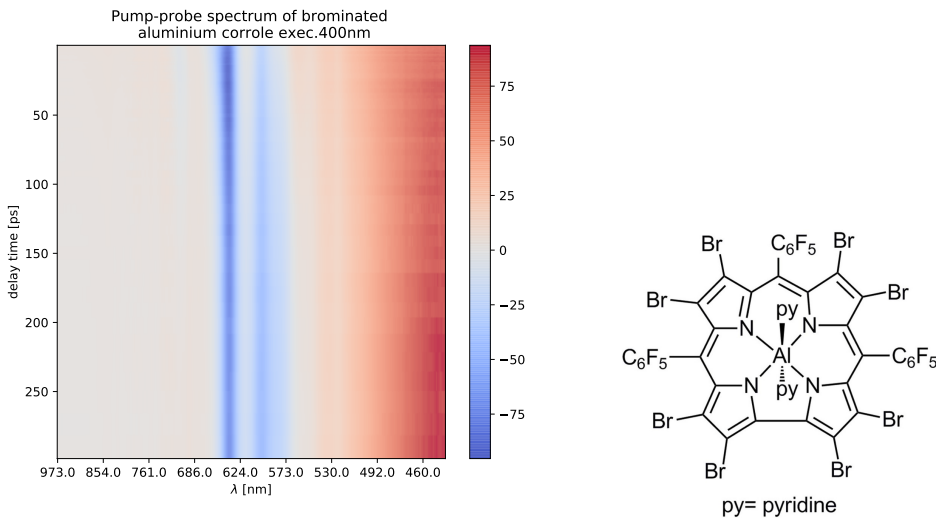 Pump-probe spectrum of brominated
aluminium corrole exec.400nm
delay time [ps]
50
100
150
200
250
973.0 854.0 761.0 686.0 624.0 573.0 530.0 492.0 460.0
λ [nm]
75
50
25
0
−25
−50
−75
Br C6F5 Br
Br py Br
N N
C6F5 Al C6F5
N py N
Br Br
Br Br
py= pyridine